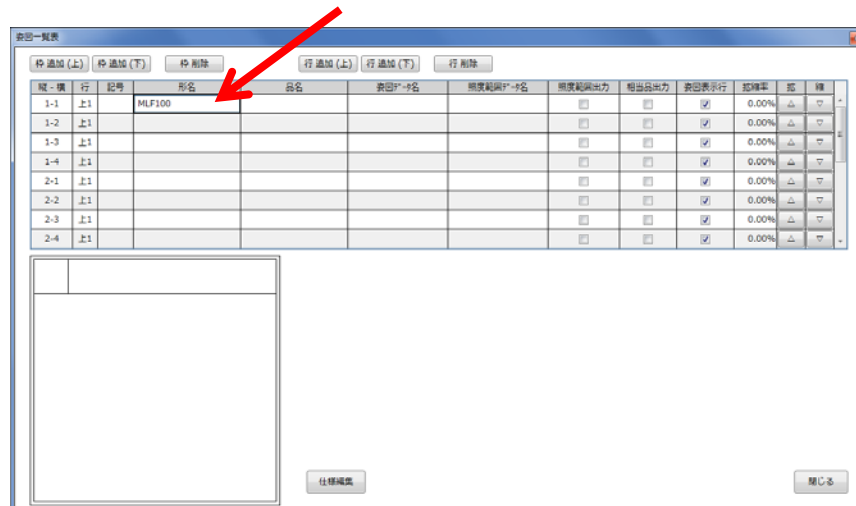 姿図一覧表
枠 追加 (上) 枠 追加 (下) 枠 削除 行 追加 (上) 行 追加 (下) 行 削除
縦 - 横 行 記号 形名 品名 姿図ﾃﾞｰﾀ名 照度範囲ﾃﾞｰﾀ名 照度範囲出力 相当品出力 姿図表示行 拡縮率 拡 縮
1-1 上1 MLF100 0.00% △ ▽
1-2 上1 0.00% △ ▽
1-3 上1 0.00% △ ▽
1-4 上1 0.00% △ ▽
2-1 上1 0.00% △ ▽
2-2 上1 0.00% △ ▽
2-3 上1 0.00% △ ▽
2-4 上1 0.00% △ ▽
仕様編集 閉じる